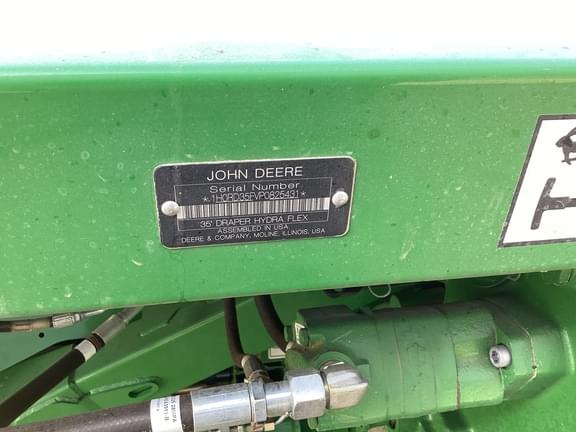 JOHN DEERE
Serial Number
*.1H0RD35FVP0825431*
35' DRAPER HYDRA FLEX
ASSEMBLED IN USA
DEERE & COMPANY, MOLINE, ILLINOIS, USA